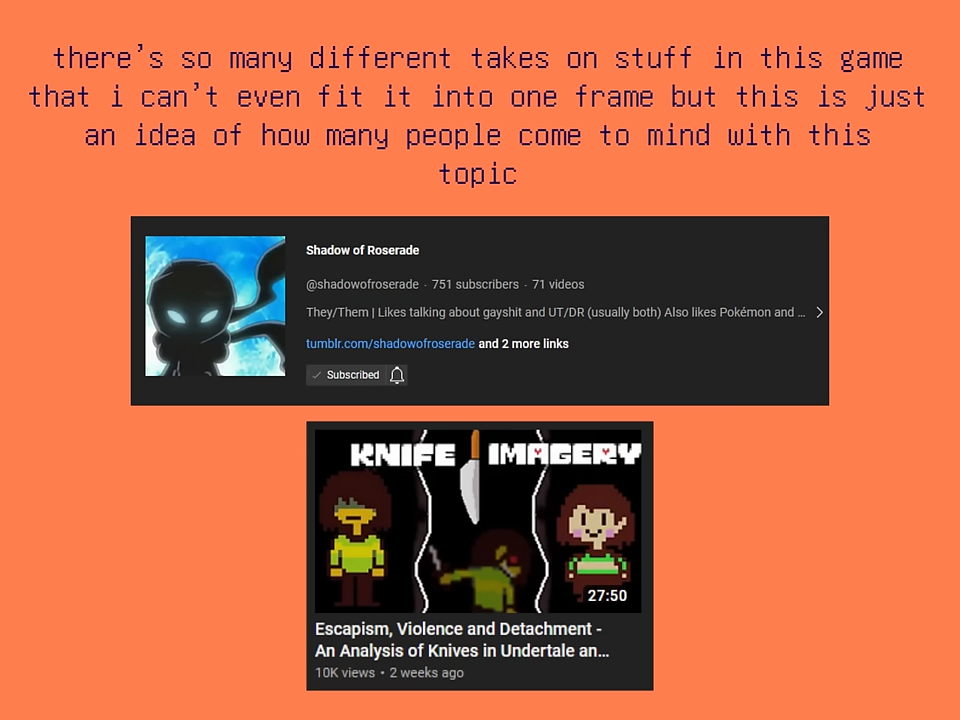 there's so many different takes on stuff in this game
that i can't even fit it into one frame but this is just
an idea of how many people come to mind with this
topic
Shadow of Roserade
@shadowofroserade · 751 subscribers · 71 videos
They/Them | Likes talking about gayshit and UT/DR (usually both) Also likes Pokémon and ...
tumblr.com/shadowofroserade and 2 more links
Subscribed
KNIFE IMAGERY
27:50
Escapism, Violence and Detachment -
An Analysis of Knives in Undertale an...
10K views • 2 weeks ago